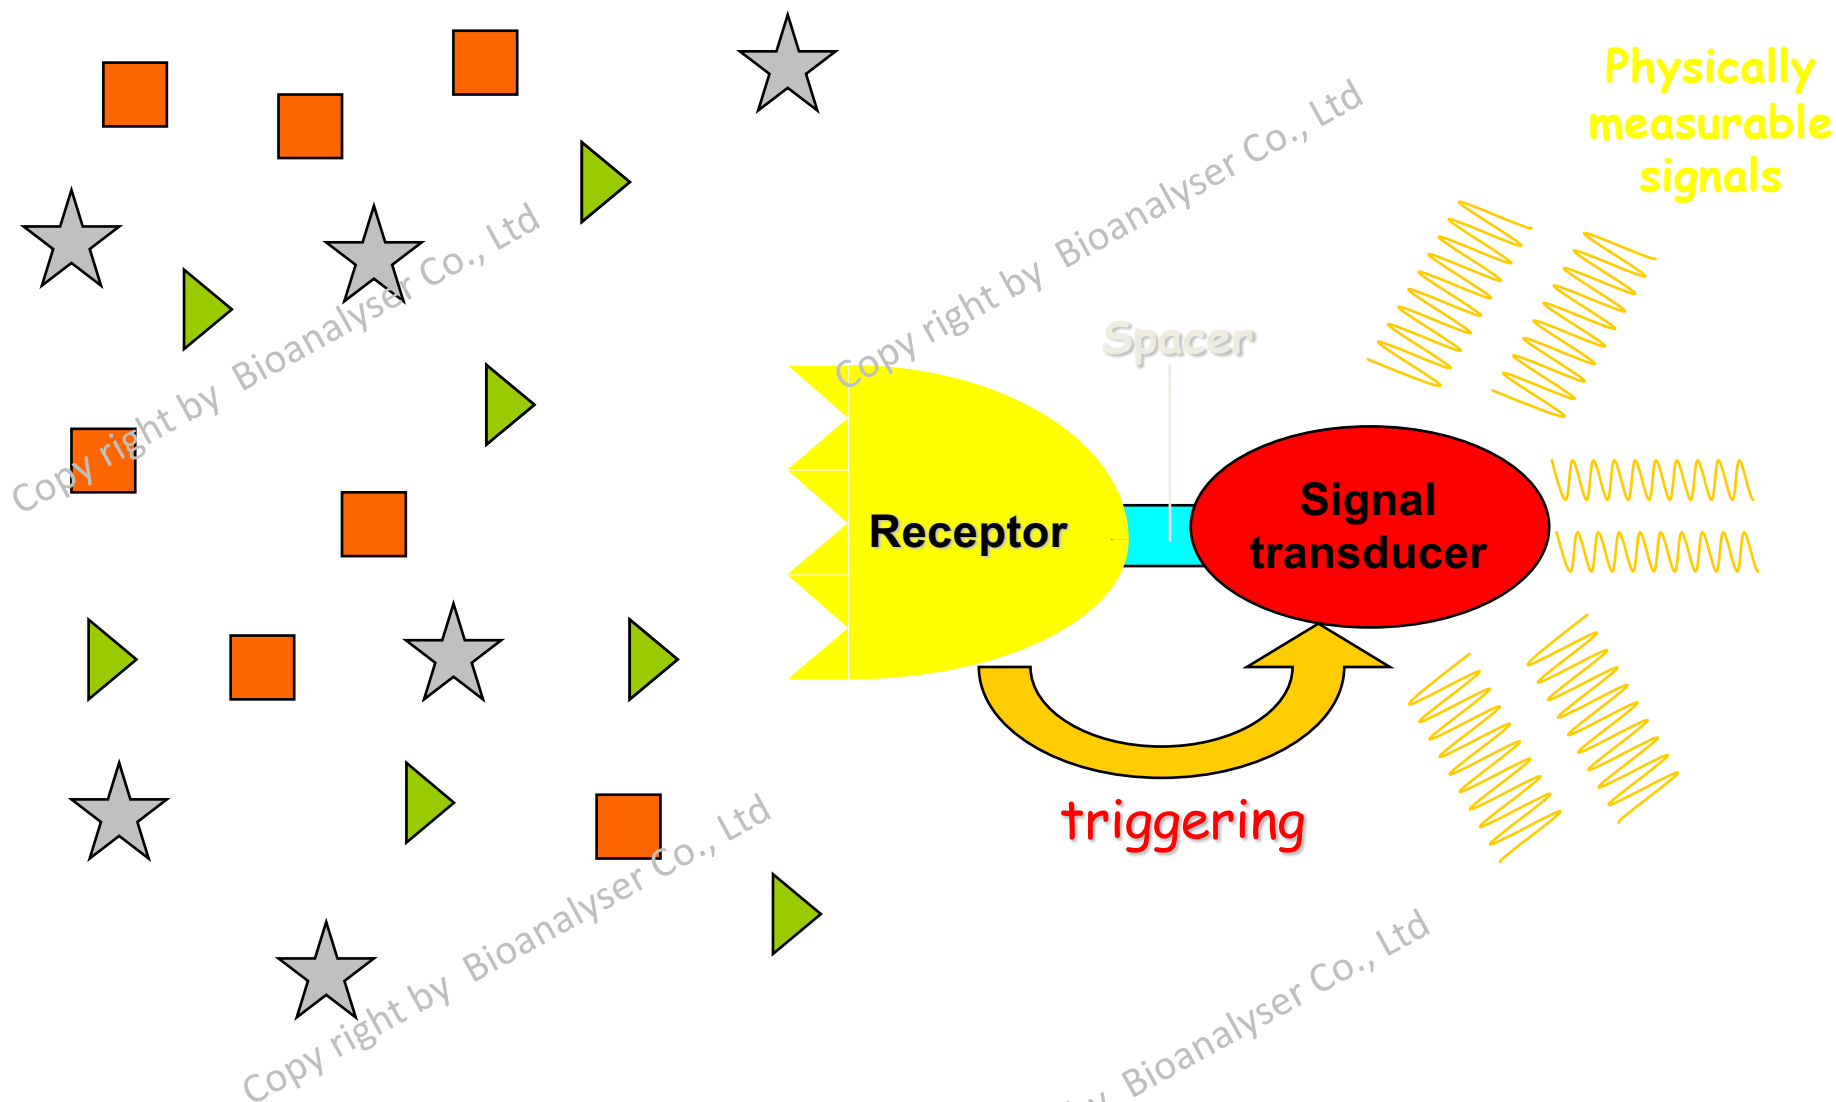 Physically
measurable
signals
Copy right by  Bioanalyser Co., Ltd
Copy right by  Bioanalyser Co., Ltd
Spacer
Receptor
Signal
transducer
triggering
Copy right by  Bioanalyser Co., Ltd
Bioanalyser Co., Ltd